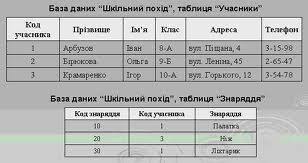 База даних “Шкільний похід”, таблиця “Учасники”
Код учасника Прізвище Ім’я Клас Адреса Телефон
1 Арбузов Іван 8-А вул. Піщана, 4 3-15-98
2 Брюкова Ольга 9-Б вул. Леніна, 45 2-65-47
3 Крамаренко Ігор 10-А вул. Горького, 12 3-54-78
База даних “Шкільний похід”, таблиця “Знаряддя”
Код знаряддя Код учасника Знаряддя
10 1 Палатка
20 3 Ніж
30 1 Ліхтарик